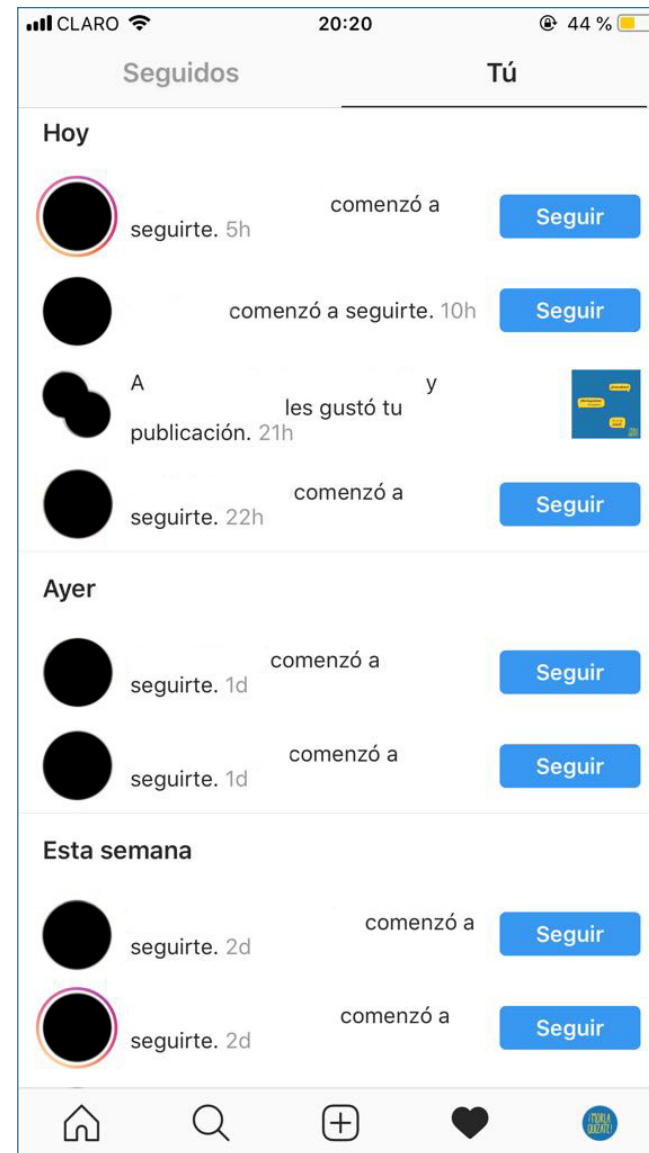 CLARO 20:20 44 %
Seguidos Tú
Hoy
comenzó a
seguirte. 5h
Seguir
comenzó a seguirte. 10h
Seguir
A y
les gustó tu
publicación. 21h
comenzó a
seguirte. 22h
Seguir
Ayer
comenzó a
seguirte. 1d
Seguir
comenzó a
seguirte. 1d
Seguir
Esta semana
comenzó a
seguirte. 2d
Seguir
comenzó a
seguirte. 2d
Seguir
¡MORLA
QUÍZATE!